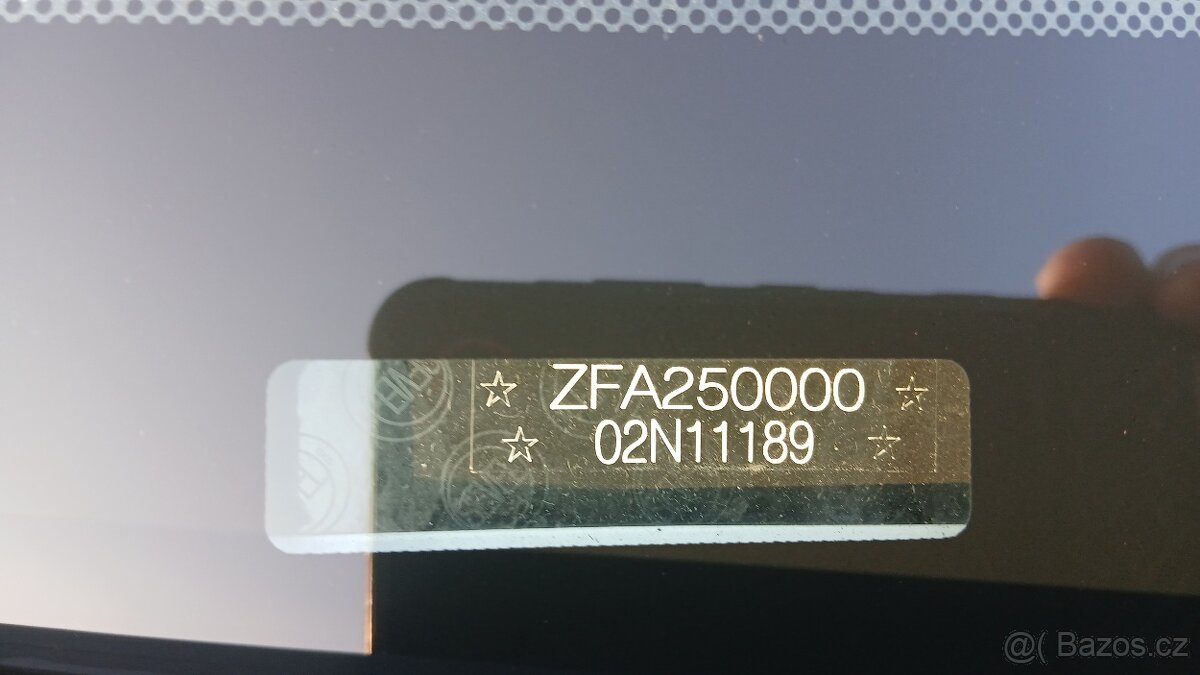 ☆ ZFA250000 ☆
☆ 02N11189 ☆
@( Bazos.cz